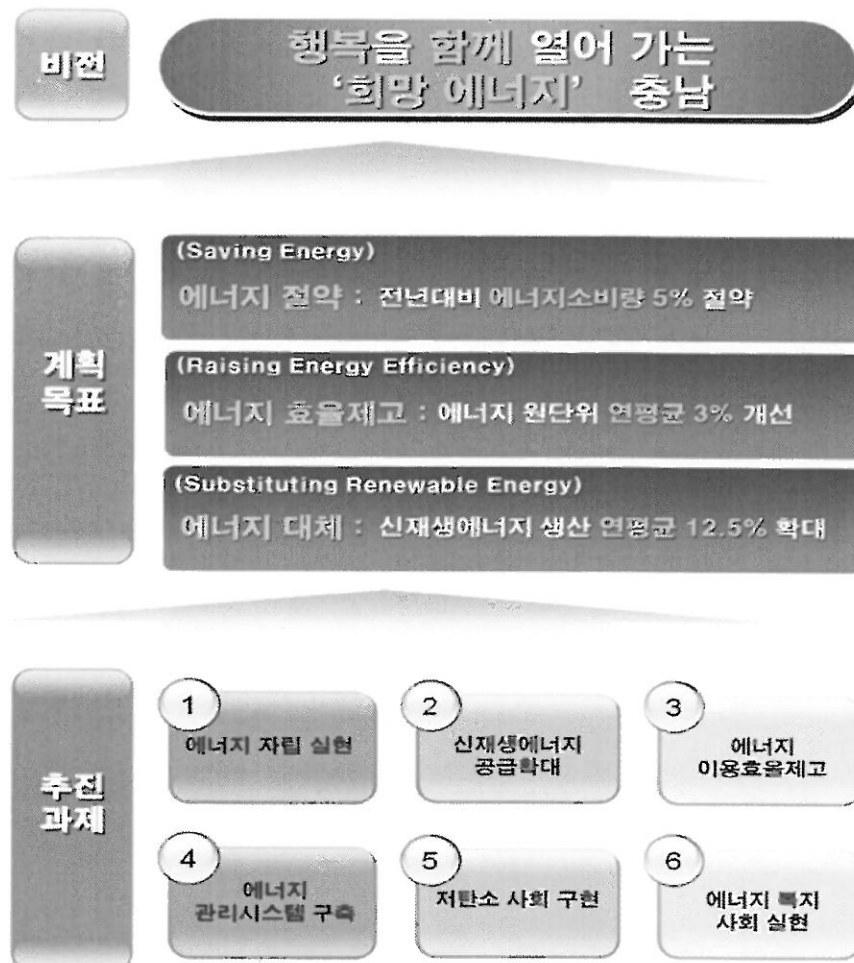 비전
행복을 함께 열어 가는
'희망 에너지' 충남
계획
목표
(Saving Energy)
에너지 절약 : 전년대비 에너지소비량 5% 절약
(Raising Energy Efficiency)
에너지 효율제고 : 에너지 원단위 연평균 3% 개선
(Substituting Renewable Energy)
에너지 대체 : 신재생에너지 생산 연평균 12.5% 확대
추진
과제
1
에너지 자립 실현
2
신재생에너지
공급확대
3
에너지
이용효율제고
4
에너지
관리시스템 구축
5
저탄소 사회 구현
6
에너지 복지
사회 실현